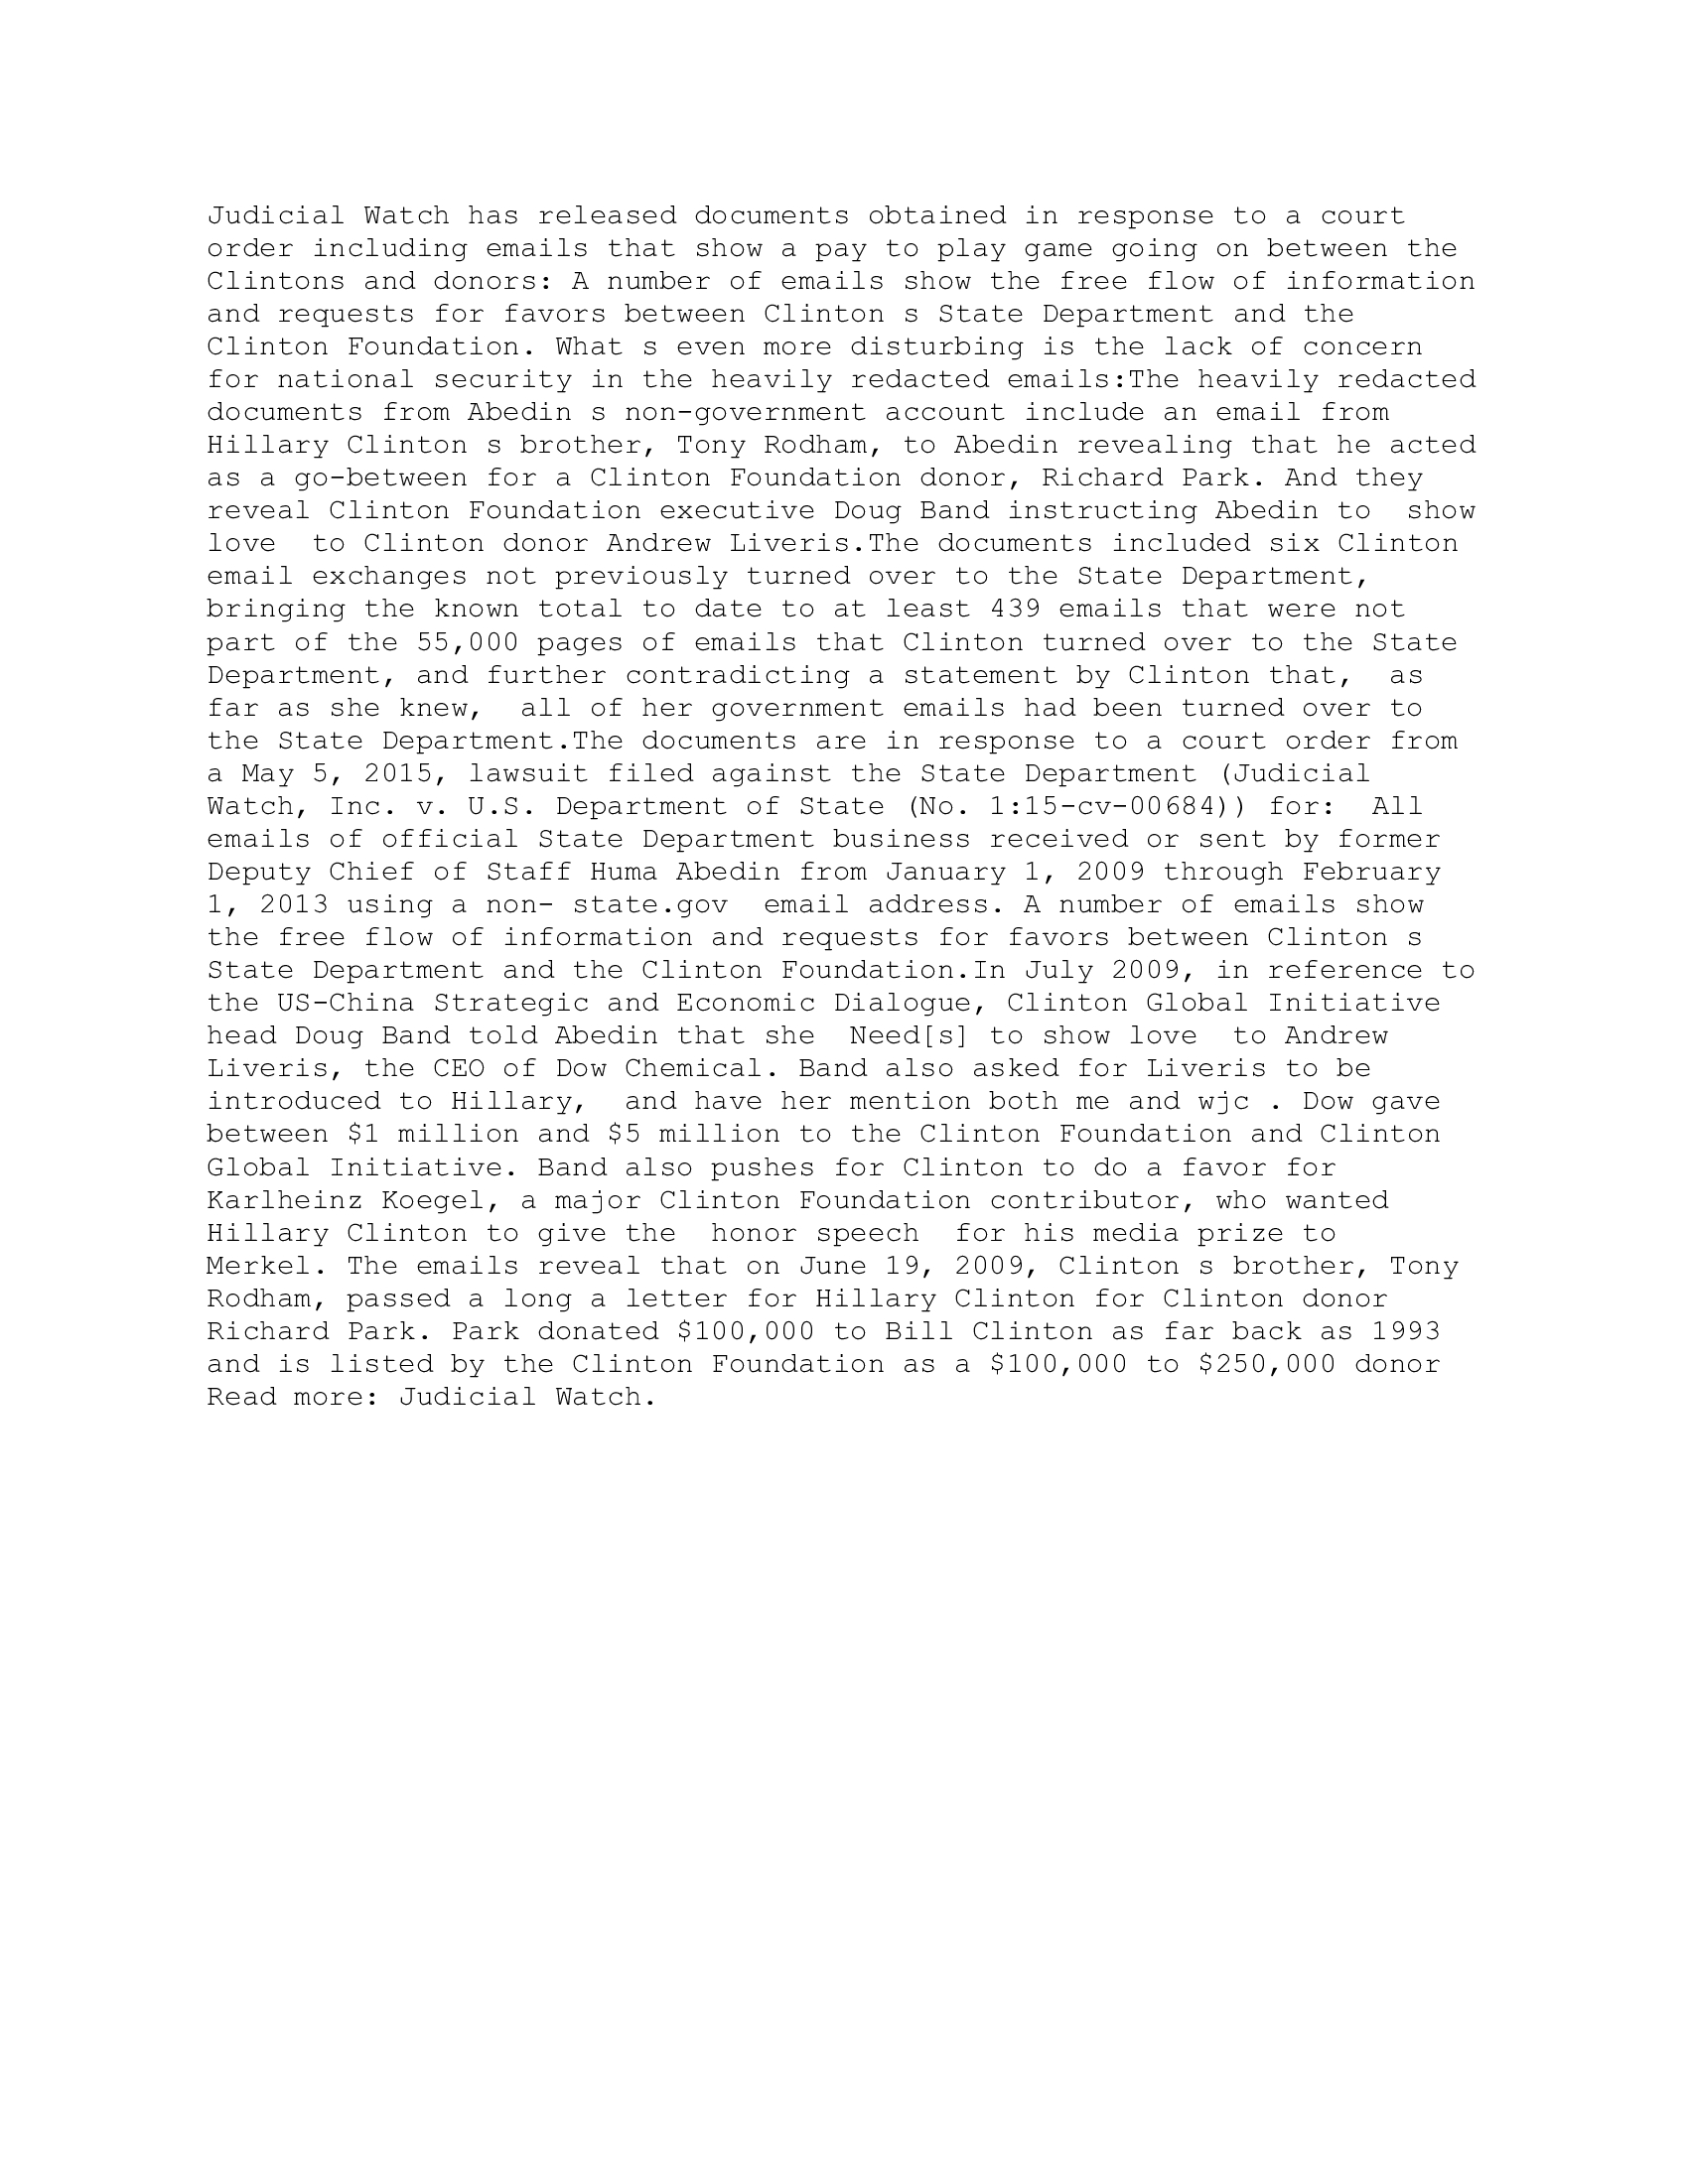 Judicial Watch has released documents obtained in response to a court
order including emails that show a pay to play game going on between the
Clintons and donors: A number of emails show the free flow of information
and requests for favors between Clinton s State Department and the
Clinton Foundation. What s even more disturbing is the lack of concern
for national security in the heavily redacted emails:The heavily redacted
documents from Abedin s non-government account include an email from
Hillary Clinton s brother, Tony Rodham, to Abedin revealing that he acted
as a go-between for a Clinton Foundation donor, Richard Park. And they
reveal Clinton Foundation executive Doug Band instructing Abedin to  show
love  to Clinton donor Andrew Liveris.The documents included six Clinton
email exchanges not previously turned over to the State Department,
bringing the known total to date to at least 439 emails that were not
part of the 55,000 pages of emails that Clinton turned over to the State
Department, and further contradicting a statement by Clinton that,  as
far as she knew,  all of her government emails had been turned over to
the State Department.The documents are in response to a court order from
a May 5, 2015, lawsuit filed against the State Department (Judicial
Watch, Inc. v. U.S. Department of State (No. 1:15-cv-00684)) for:  All
emails of official State Department business received or sent by former
Deputy Chief of Staff Huma Abedin from January 1, 2009 through February
1, 2013 using a non- state.gov  email address. A number of emails show
the free flow of information and requests for favors between Clinton s
State Department and the Clinton Foundation.In July 2009, in reference to
the US-China Strategic and Economic Dialogue, Clinton Global Initiative
head Doug Band told Abedin that she  Need[s] to show love  to Andrew
Liveris, the CEO of Dow Chemical. Band also asked for Liveris to be
introduced to Hillary,  and have her mention both me and wjc . Dow gave
between $1 million and $5 million to the Clinton Foundation and Clinton
Global Initiative. Band also pushes for Clinton to do a favor for
Karlheinz Koegel, a major Clinton Foundation contributor, who wanted
Hillary Clinton to give the  honor speech  for his media prize to
Merkel. The emails reveal that on June 19, 2009, Clinton s brother, Tony
Rodham, passed a long a letter for Hillary Clinton for Clinton donor
Richard Park. Park donated $100,000 to Bill Clinton as far back as 1993
and is listed by the Clinton Foundation as a $100,000 to $250,000 donor
Read more: Judicial Watch.